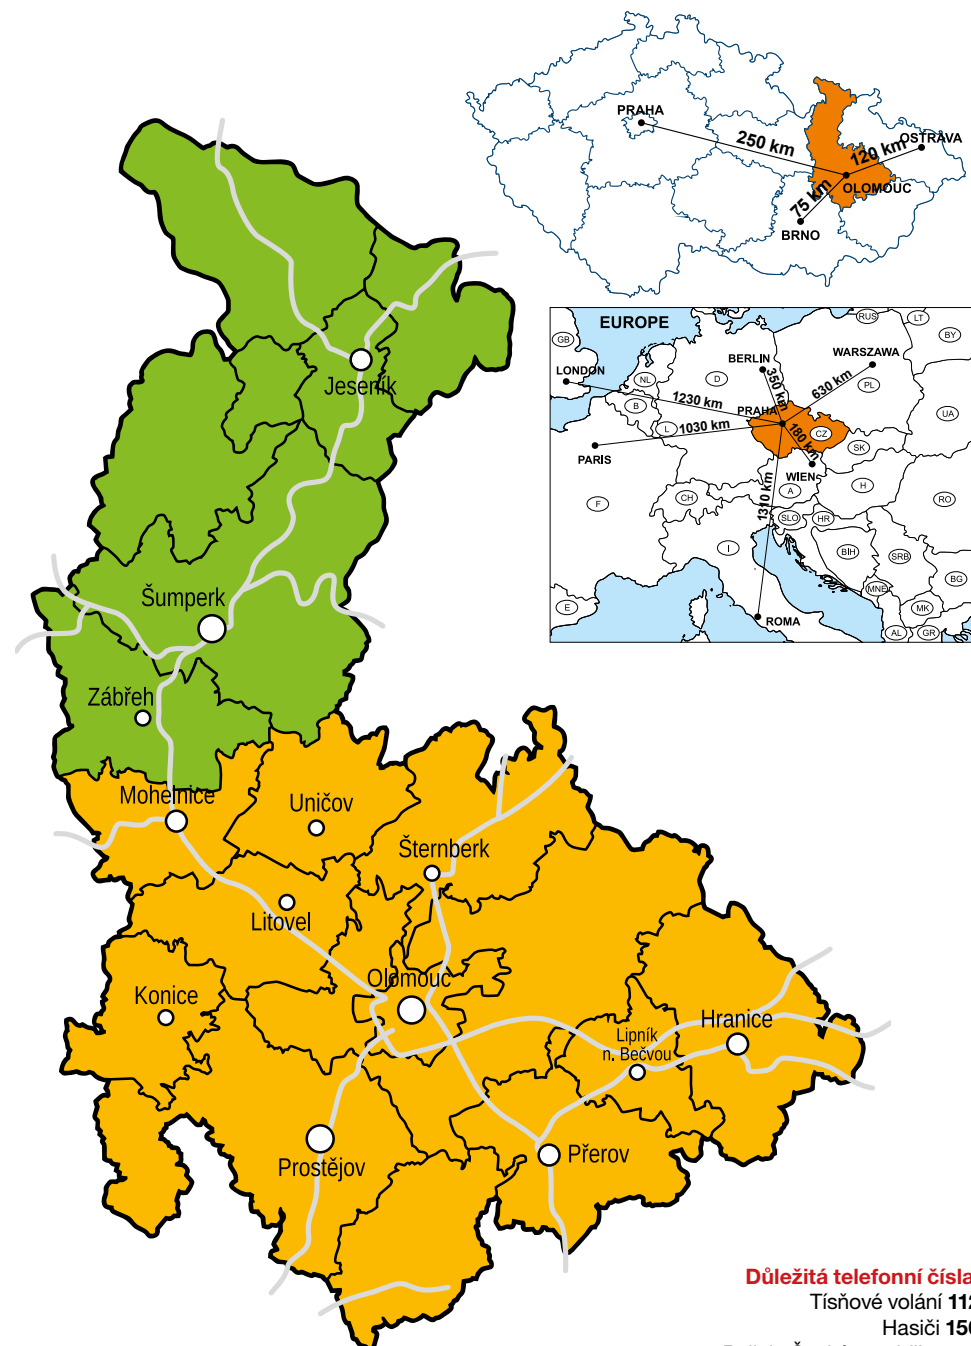 PRAHA
250 km
OSTRAVA
120 km
OLOMOUC
75 km
BRNO
EUROPE
RUS
LT
BY
GB
LONDON
BERLIN
WARSZAWA
NL
D
PL
350 km
630 km
1230 km
B
PRAHA
UA
L
1030 km
CZ
180 km
SK
PARIS
WIEN
1310 km
A
H
CH
RO
F
SLO
HR
I
BIH
SRB
BG
MNE
E
MK
ROMA
AL
GR
Jeseník
Šumperk
Zábřeh
Mohelnice
Uničov
Šternberk
Litovel
Olomouc
Konice
Hranice
Lipník
n. Bečvou
Přerov
Prostějov
Důležitá telefonní čísla
Tísňové volání 112
Hasiči 150